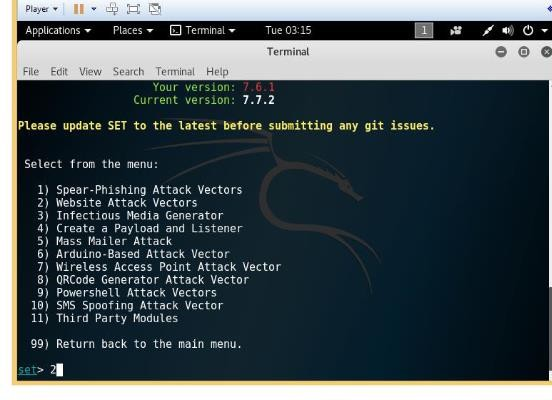 Player
Applications Places Terminal Tue 03:15 1
Terminal
File Edit View Search Terminal Help
Your version: 7.6.1
Current version: 7.7.2
Please update SET to the latest before submitting any git issues.
Select from the menu:
1) Spear-Phishing Attack Vectors
2) Website Attack Vectors
3) Infectious Media Generator
4) Create a Payload and Listener
5) Mass Mailer Attack
6) Arduino-Based Attack Vector
7) Wireless Access Point Attack Vector
8) QRCode Generator Attack Vector
9) Powershell Attack Vectors
10) SMS Spoofing Attack Vector
11) Third Party Modules
99) Return back to the main menu.
set> 2